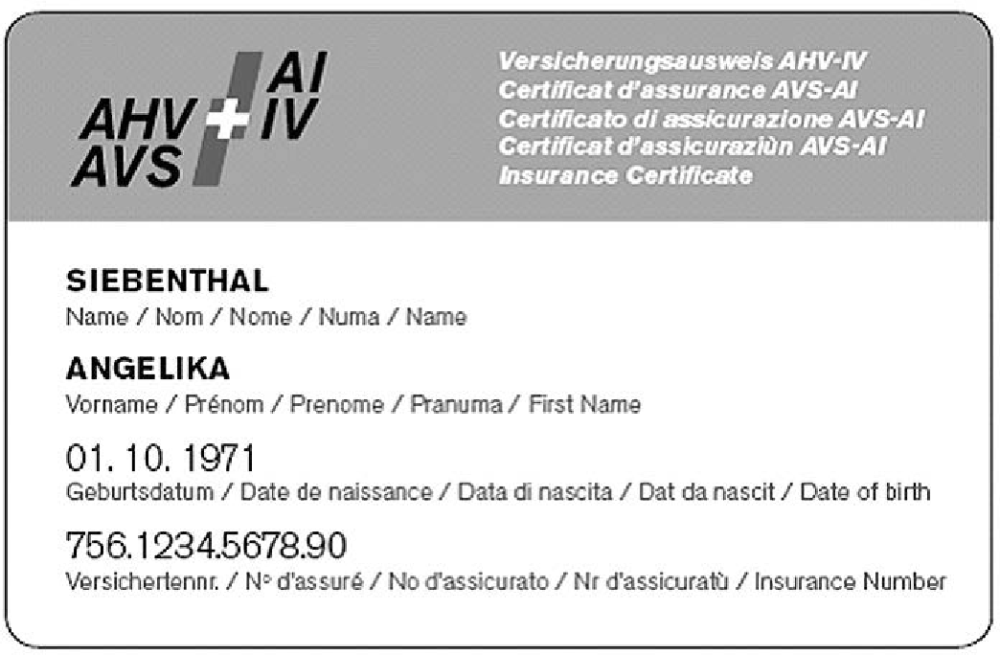 AHV AVS
AI IV
Versicherungsausweis AHV-IV
Certificat d'assurance AVS-AI
Certificato di assicurazione AVS-AI
Certificat d'assicuraziùn AVS-AI
Insurance Certificate
SIEBENTHAL
Name / Nom / Nome / Numa / Name
ANGELIKA
Vorname / Prénom / Prenome / Pranuma / First Name
01. 10. 1971
Geburtsdatum / Date de naissance / Data di nascita / Dat da nascit / Date of birth
756.1234.5678.90
Versichertennr. / Nº d'assuré / No d'assicurato / Nr d'assicuratù / Insurance Number